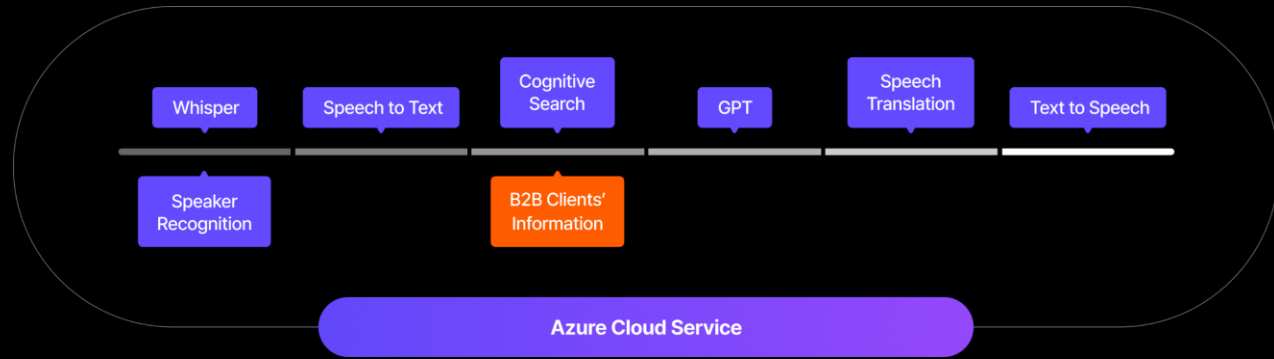 Whisper
Speech to Text
Cognitive
Search
GPT
Speech
Translation
Text to Speech
Speaker
Recognition
B2B Clients’
Information
Azure Cloud Service